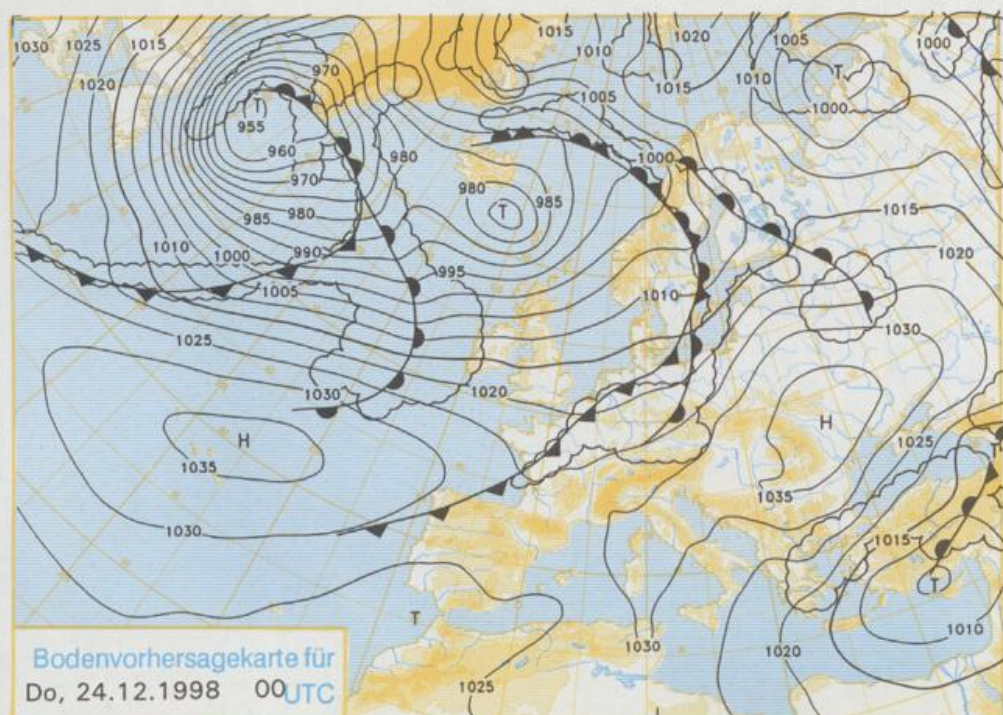 1030 1025 1015 1015 1020 1005 1000
1020 970 1010 1015 1010 T 1000
T 955 1005
960 980 1000
970
980 985 985 980 T 1015
1010 1000 990 995 1020
1005 1010
1025 1030
1030 1020
H H 1025
1035 1035 T
1030 1015
T
T 1030 1020 1010
1025
Bodenvorhersagekarte für
Do, 24.12.1998 00 UTC